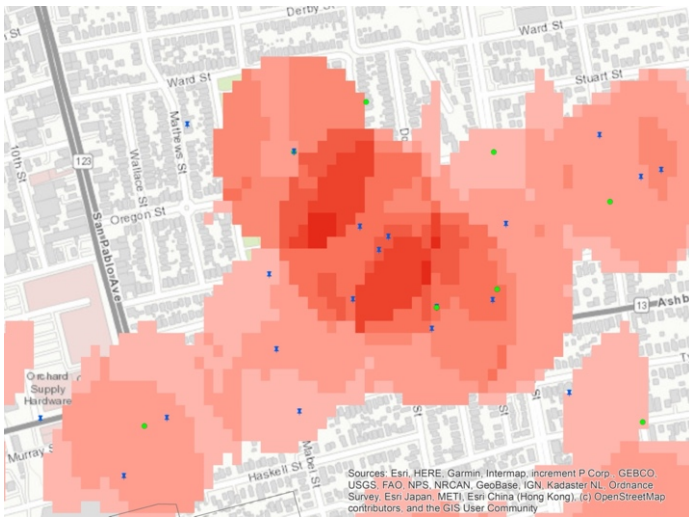 Derby St
Ward St
Ward St
Stuart St
Mathews St
10th St
123
Wallace St
Oregon St
San Pablo Ave
13
Ashb
Orchard
Supply
Hardware
Murray S
Haskell St
Mabel St
St
St
St
Sources: Esri, HERE, Garmin, Intermap, increment P Corp., GEBCO,
USGS, FAO, NPS, NRCAN, GeoBase, IGN, Kadaster NL, Ordnance
Survey, Esri Japan, METI, Esri China (Hong Kong), (c) OpenStreetMap
contributors, and the GIS User Community